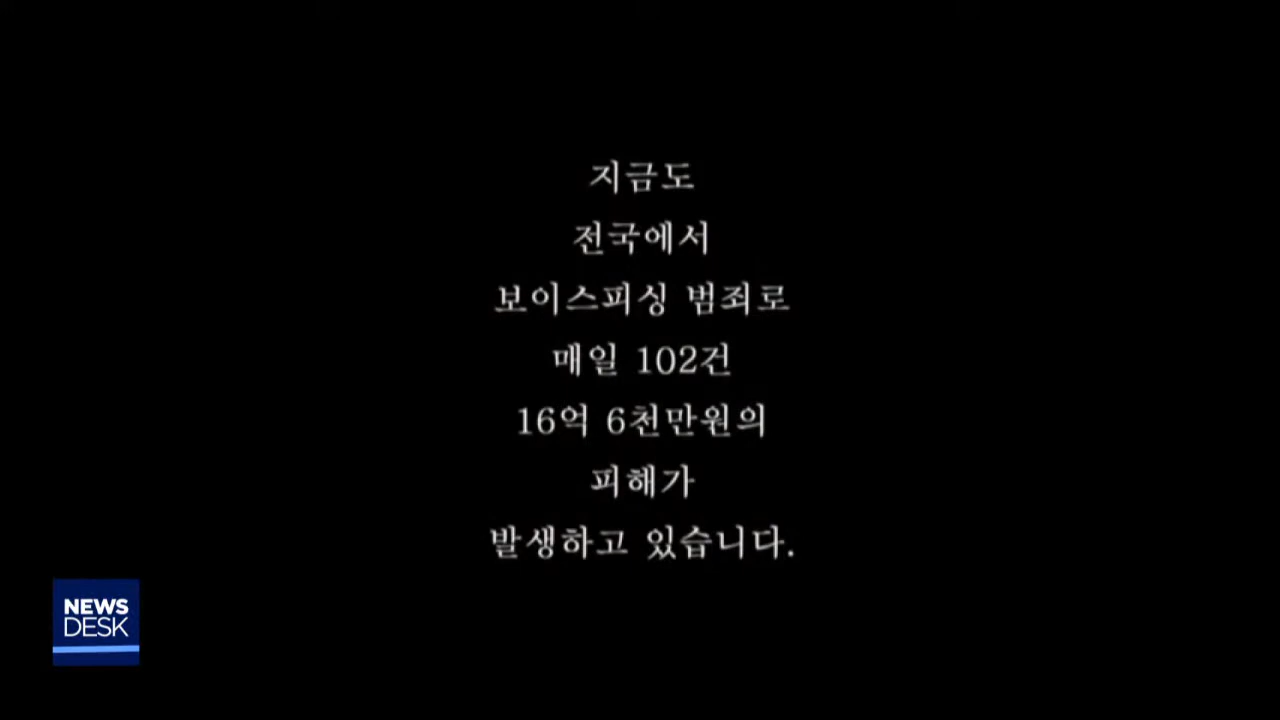 지금도
전국에서
보이스피싱 범죄로
매일 102건
16억 6천만원의
피해가
발생하고 있습니다.
NEWS
DESK